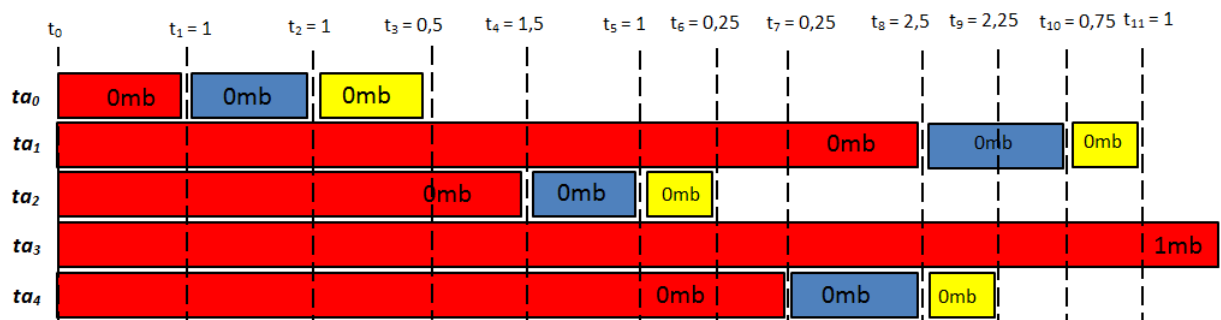 t₀ t₁ = 1 t₂ = 1 t₃ = 0,5 t₄ = 1,5 t₅ = 1 t₆ = 0,25 t₇ = 0,25 t₈ = 2,5 t₉ = 2,25 t₁₀ = 0,75 t₁₁ = 1
ta₀ 0mb 0mb 0mb
ta₁ 0mb 0mb 0mb
ta₂ 0mb 0mb 0mb
ta₃ 1mb
ta₄ 0mb 0mb 0mb